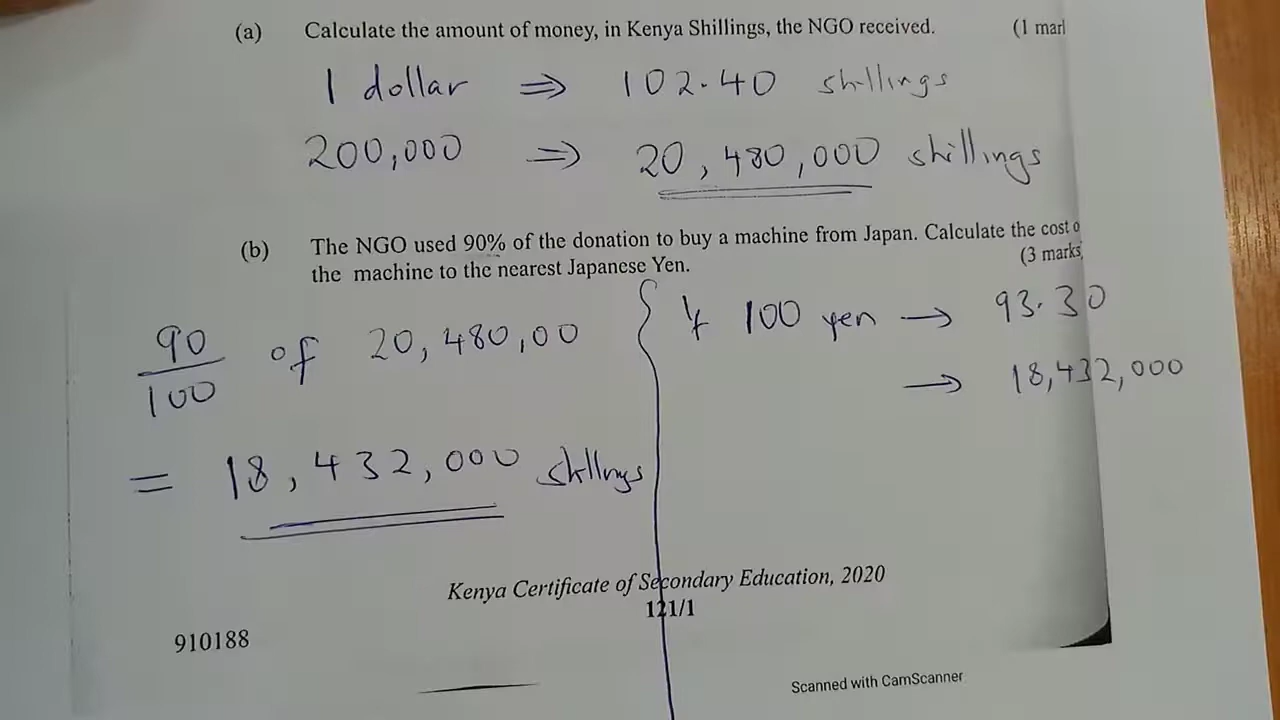 (a) Calculate the amount of money, in Kenya Shillings, the NGO received. (1 mark
1 dollar ⇒ 102.40 shillings
200,000 ⇒ 20,480,000 shillings
(b) The NGO used 90% of the donation to buy a machine from Japan. Calculate the cost o
the machine to the nearest Japanese Yen. (3 marks
90/100 of 20,480,00
= 18,432,000 shillings
If 100 yen → 93.30
→ 18,432,000
Kenya Certificate of Secondary Education, 2020
121/1
910188
Scanned with CamScanner